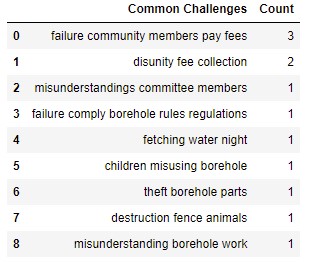 Common Challenges Count
0 failure community members pay fees 3
1 disunity fee collection 2
2 misunderstandings committee members 1
3 failure comply borehole rules regulations 1
4 fetching water night 1
5 children misusing borehole 1
6 theft borehole parts 1
7 destruction fence animals 1
8 misunderstanding borehole work 1